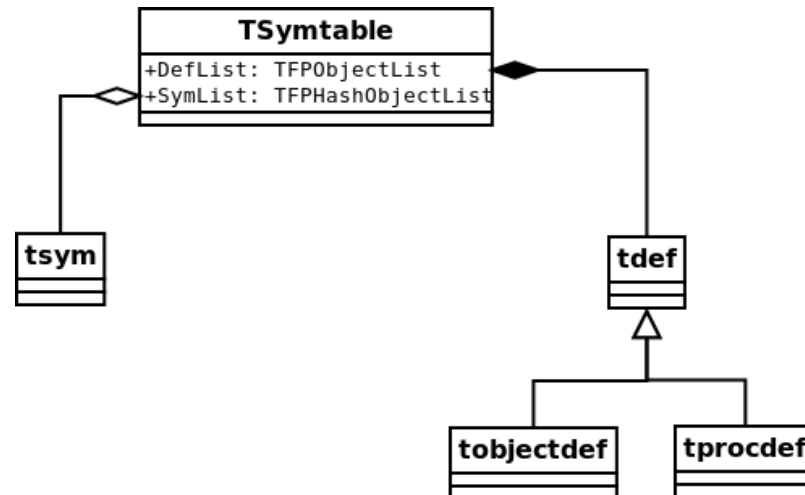 TSymtable
+DefList: TFPObjectList
+SymList: TFPHashObjectList
tsym
tdef
tobjectdef
tprocdef